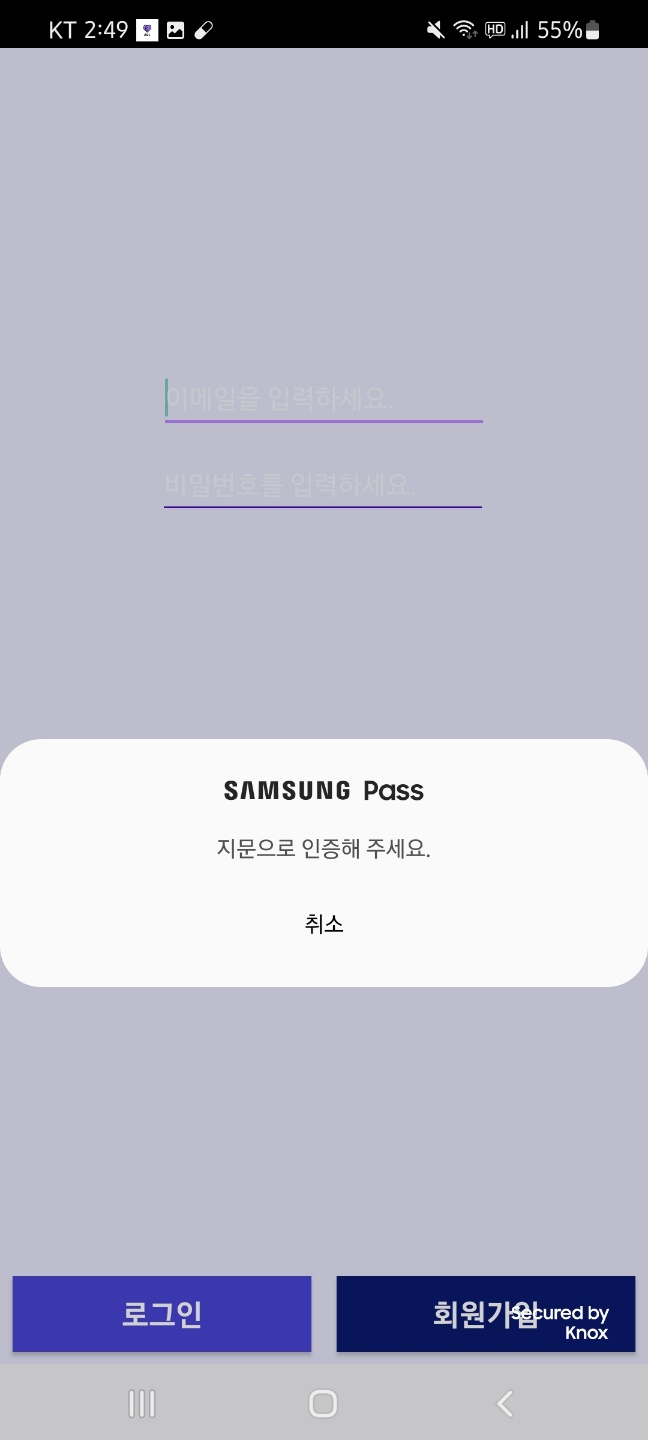 KT 2:49
HD 55%
이메일을 입력하세요.
비밀번호를 입력하세요.
SAMSUNG Pass
지문으로 인증해 주세요.
취소
로그인
회원가입
Secured by
Knox